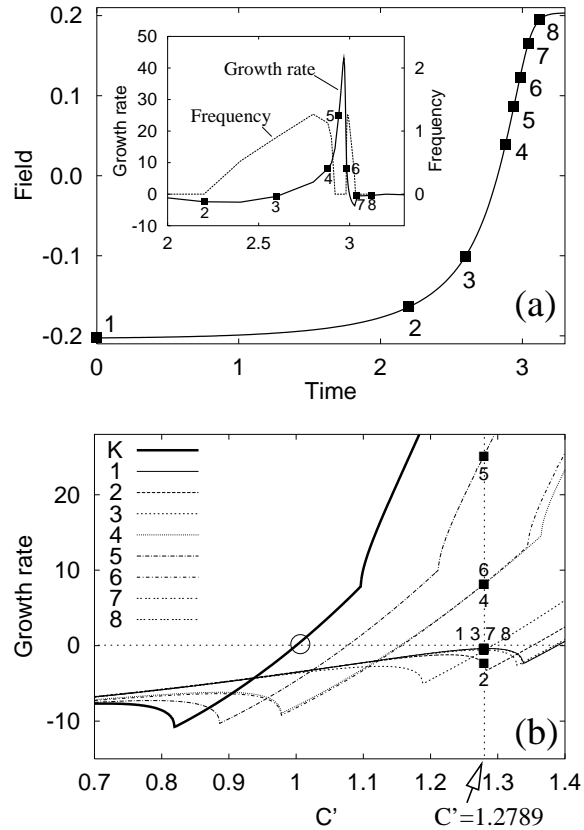 (a)
Field
0.2
0.1
0.0
-0.1
-0.2
0 1 2 3
Time
1 2 3 4 5 6 7 8
Growth rate
50
40
30
20
10
0
-10
2 2.5 3
Frequency
2
1
0
Growth rate
Frequency
2 3 4 5 6 7 8
(b)
Growth rate
20
10
0
-10
0.7 0.8 0.9 1 1.1 1.2 1.3 1.4
C'
C'=1.2789
K
1
2
3
4
5
6
7
8
5
6
4
1 3 7 8
2